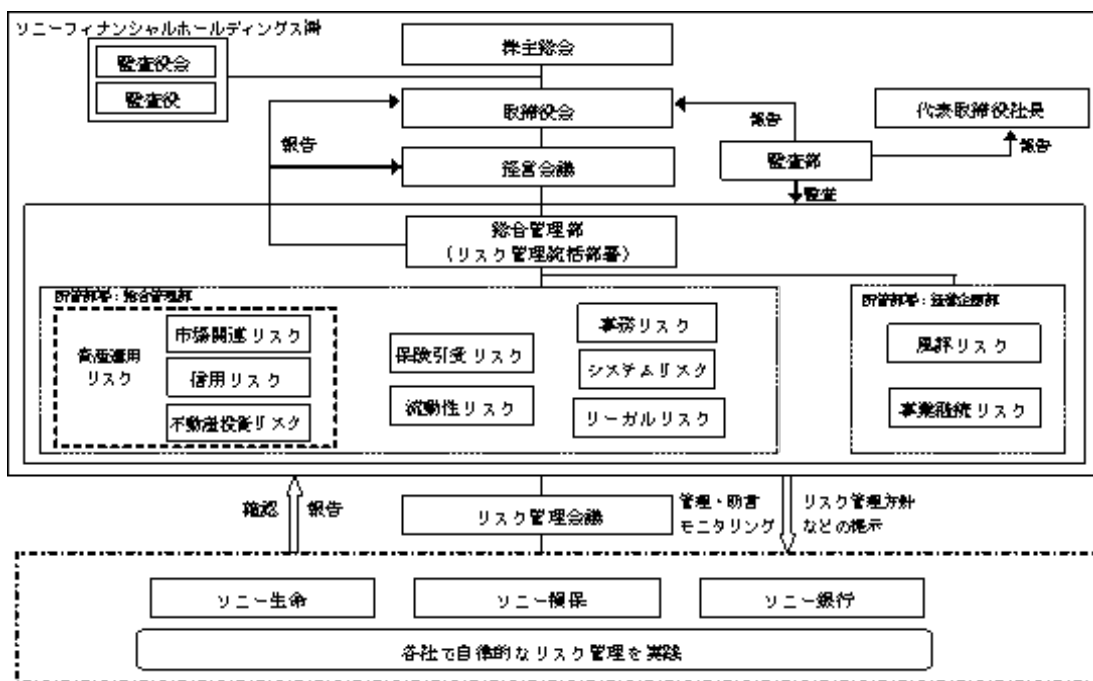 ソニーフィナンシャルホールディングス㈱
株主総会
監査役会
監査役
取締役会
代表取締役社長
報告
報告
報告
監査部
経営会議
監査
総合管理部
(リスク管理統括部署)
所管部署:総合管理部
所管部署:経営企画部
資産運用
リスク
市場関連リスク
信用リスク
不動産投資リスク
保険引受リスク
流動性リスク
事務リスク
システムリスク
リーガルリスク
風評リスク
事業継続リスク
確認
報告
リスク管理会議
管理・助言
モニタリング
リスク管理方針
などの提示
ソニー生命
ソニー損保
ソニー銀行
各社で自律的なリスク管理を実践